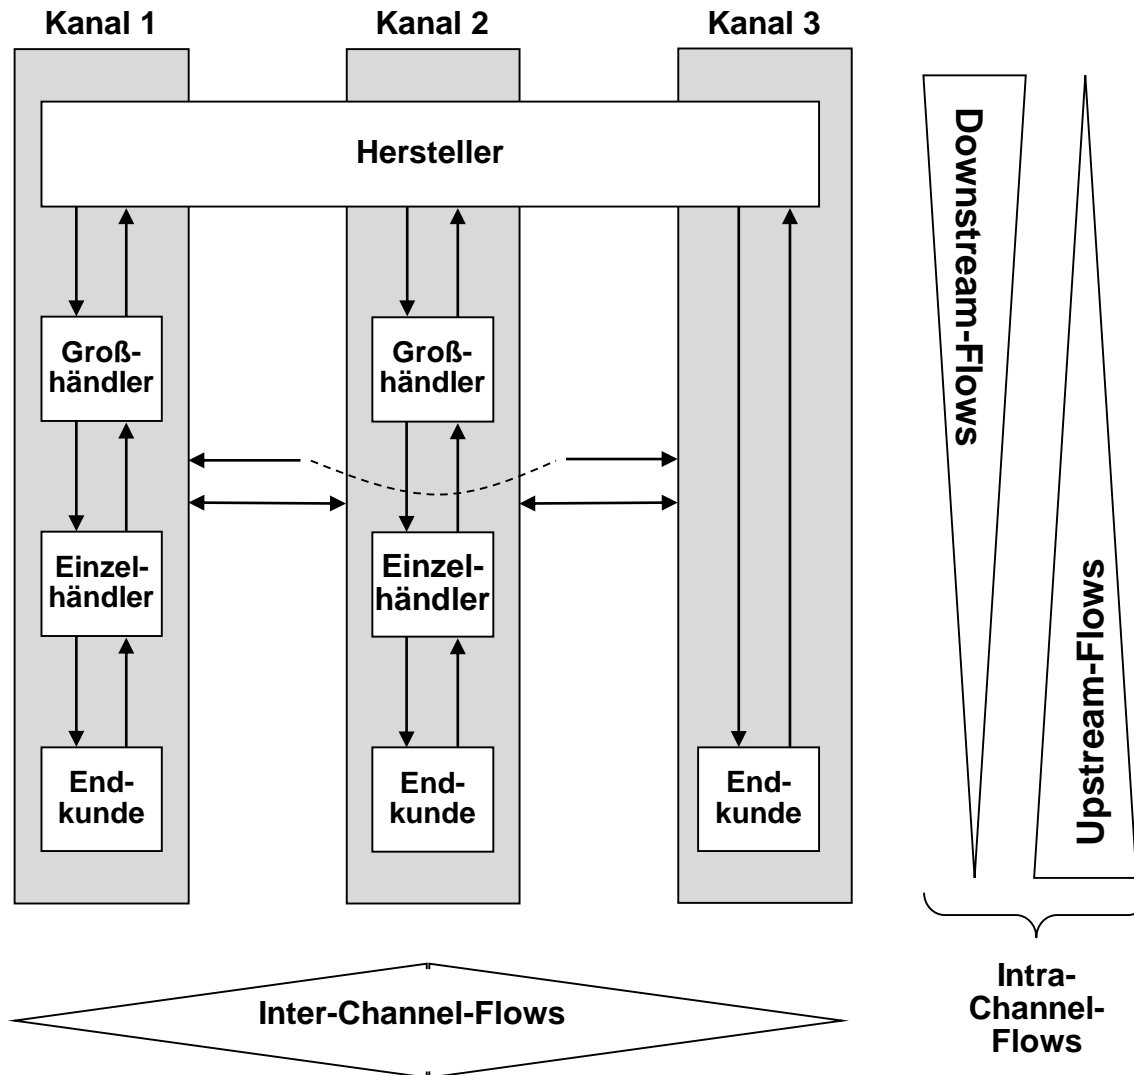 Kanal 1
Kanal 2
Kanal 3
Hersteller
Groß-
händler
Groß-
händler
Einzel-
händler
Einzel-
händler
End-
kunde
End-
kunde
End-
kunde
Downstream-Flows
Upstream-Flows
Inter-Channel-Flows
Intra-
Channel-
Flows